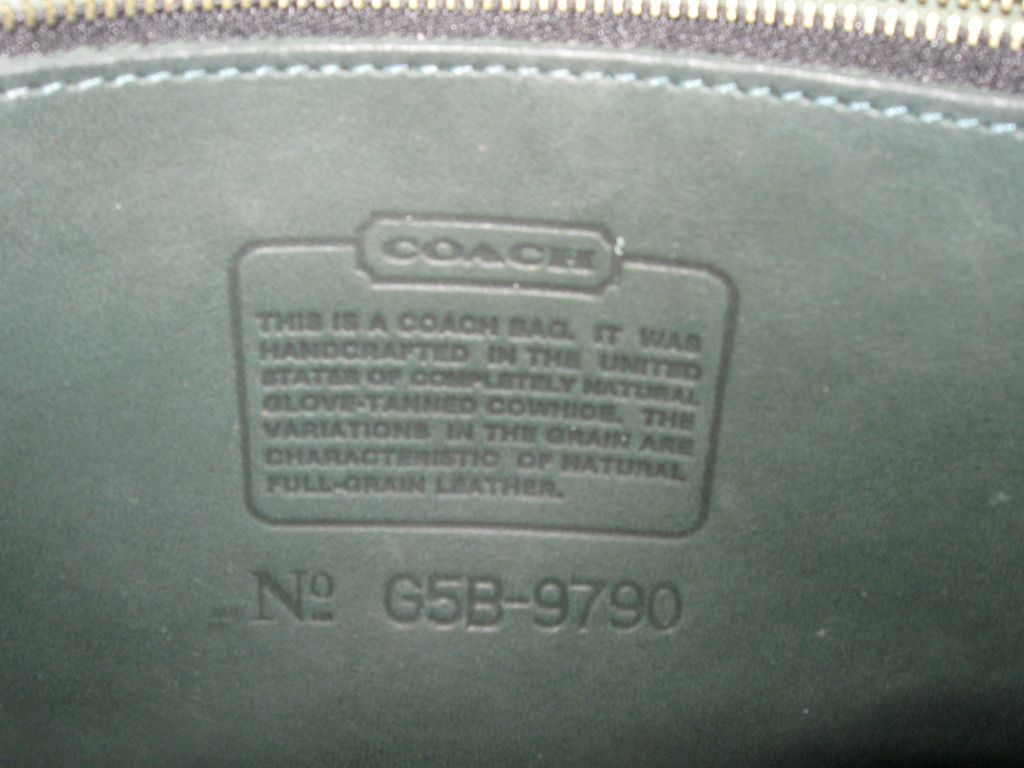 COACH
THIS IS A COACH BAG. IT WAS
HANDCRAFTED IN THE UNITED
STATES OF COMPLETELY NATURAL
GLOVE-TANNED COWHIDE. THE
VARIATIONS IN THE GRAIN ARE
CHARACTERISTIC OF NATURAL
FULL-GRAIN LEATHER.
Nº G5B-9790